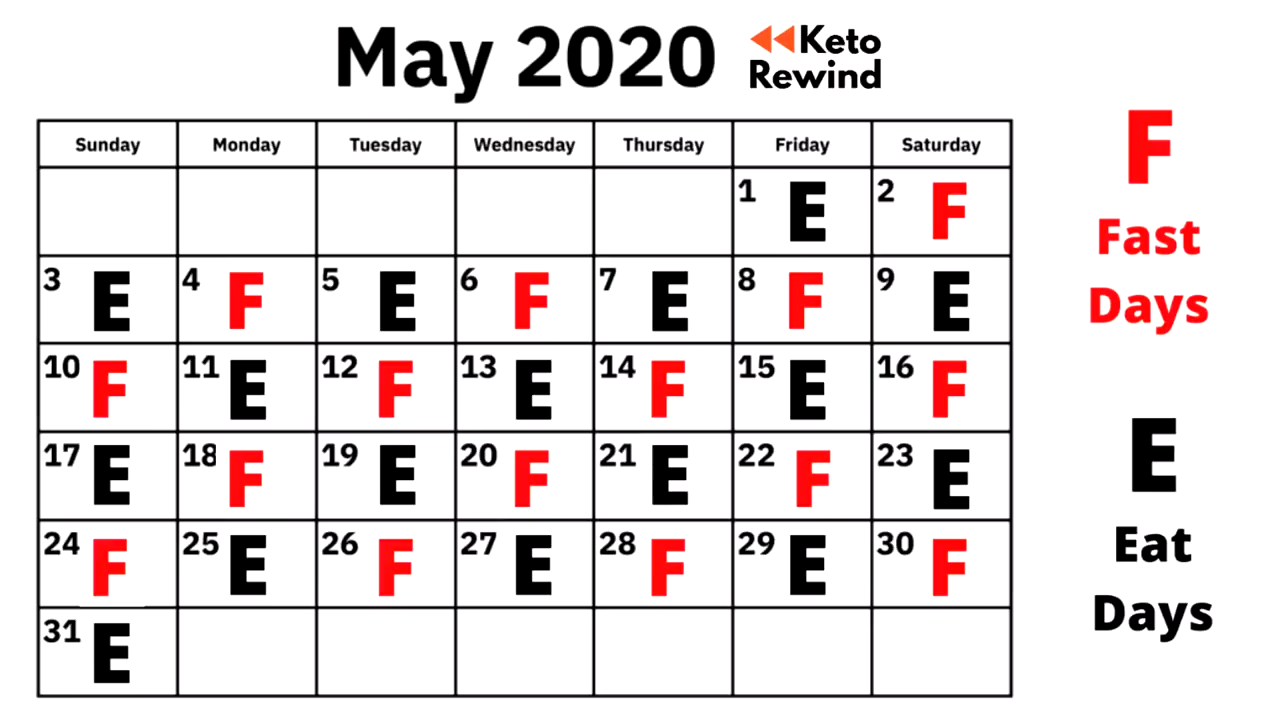 May 2020
Keto
Rewind
Sunday Monday Tuesday Wednesday Thursday Friday Saturday
1 E 2 F
3 E 4 F 5 E 6 F 7 E 8 F 9 E
10 F 11 E 12 F 13 E 14 F 15 E 16 F
17 E 18 F 19 E 20 F 21 E 22 F 23 E
24 F 25 E 26 F 27 E 28 F 29 E 30 F
31 E
F
Fast
Days
E
Eat
Days